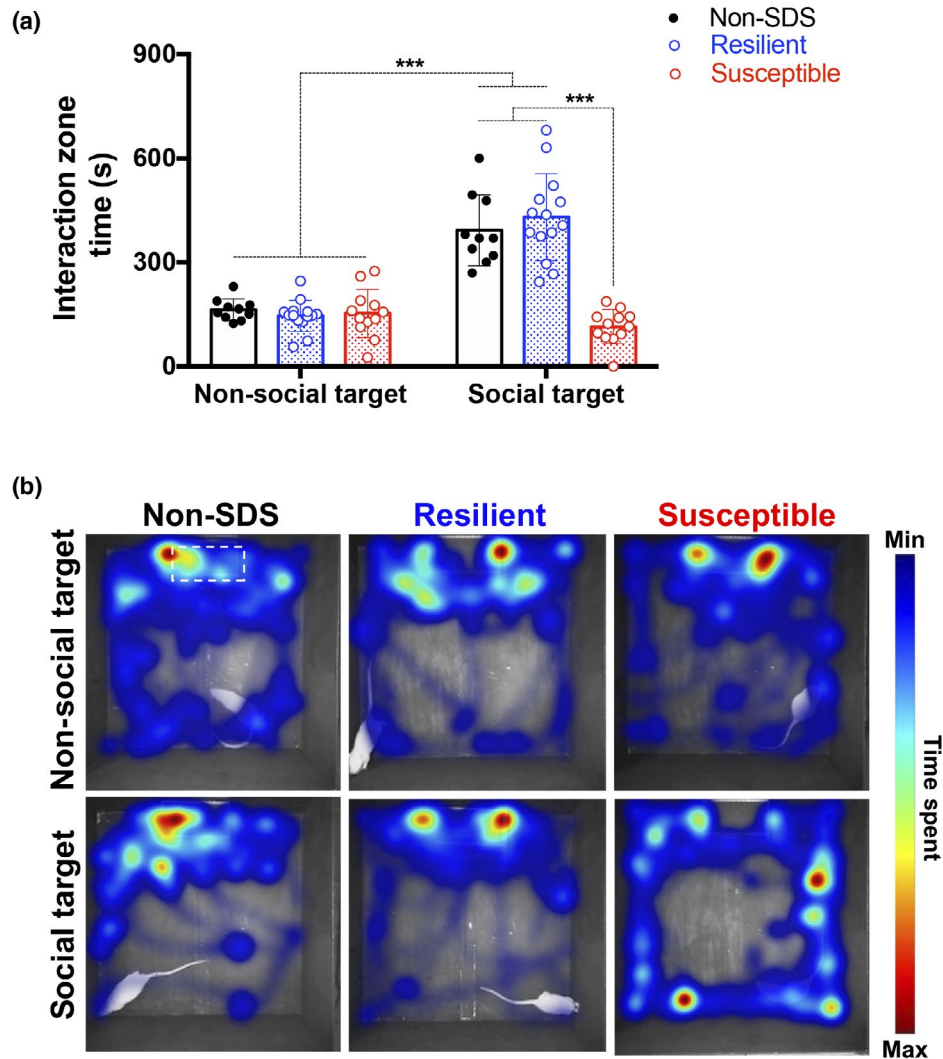 (a)
Non-SDS
Resilient
Susceptible
900
600
300
0
Interaction zone
time (s)
***
***
Non-social target
Social target
(b)
Non-SDS
Resilient
Susceptible
Non-social target
Social target
Min
Time spent
Max